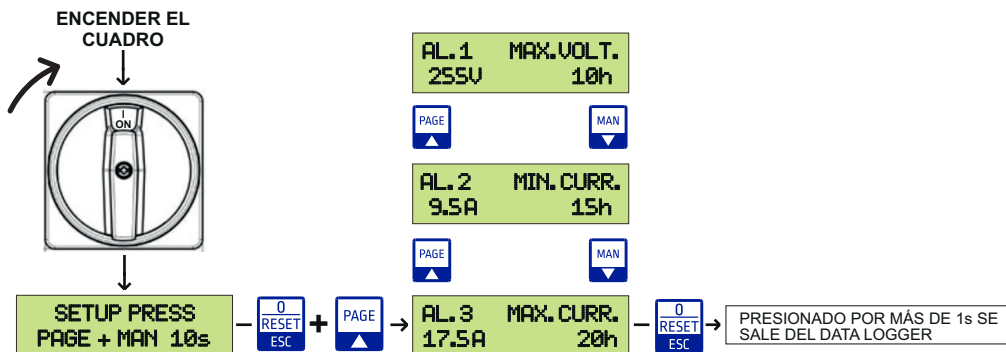 ENCENDER EL
CUADRO
I
ON
SETUP PRESS
PAGE + MAN 10s
0
RESET
ESC
+
PAGE
AL.1 MAX.VOLT.
255V 10h
PAGE
MAN
AL.2 MIN.CURR.
9.5A 15h
PAGE
MAN
AL.3 MAX.CURR.
17.5A 20h
0
RESET
ESC
PRESIONADO POR MÁS DE 1s SE
SALE DEL DATA LOGGER